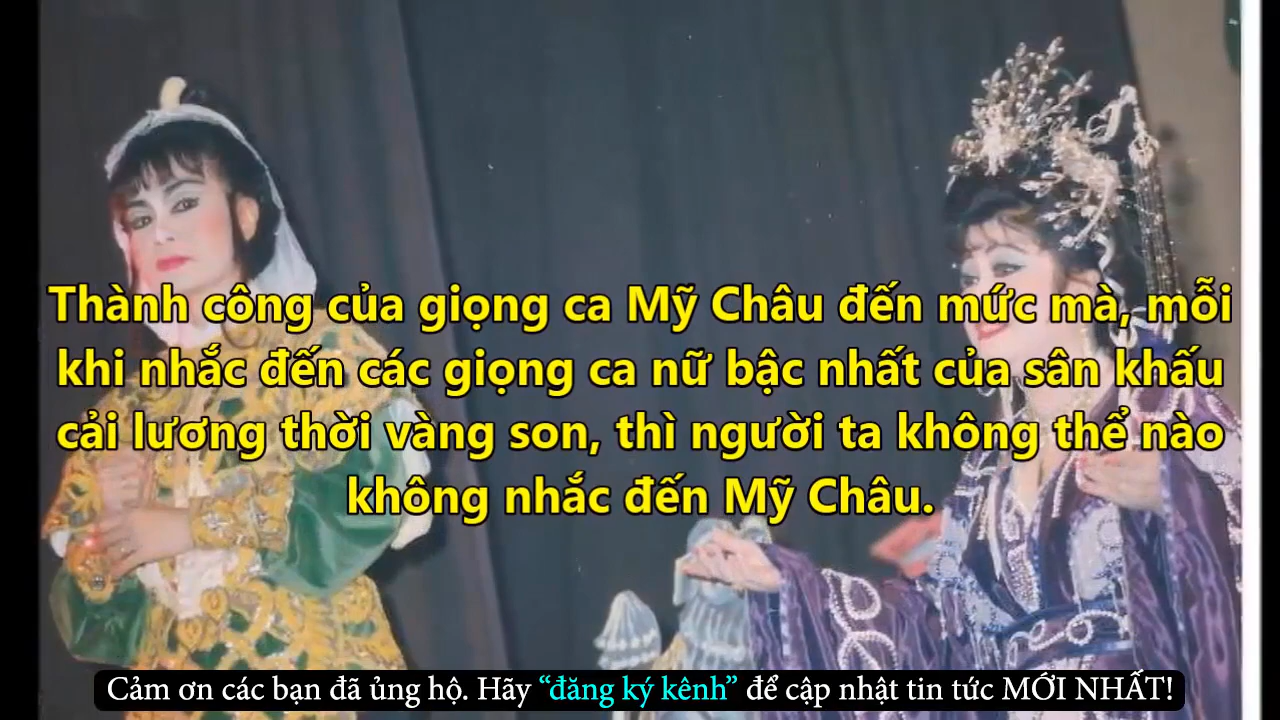 Thành công của giọng ca Mỹ Châu đến mức mà, mỗi
khi nhắc đến các giọng ca nữ bậc nhất của sân khấu
cải lương thời vàng son, thì người ta không thể nào
không nhắc đến Mỹ Châu.
Cảm ơn các bạn đã ủng hộ. Hãy “đăng ký kênh” để cập nhật tin tức MỚI NHẤT!